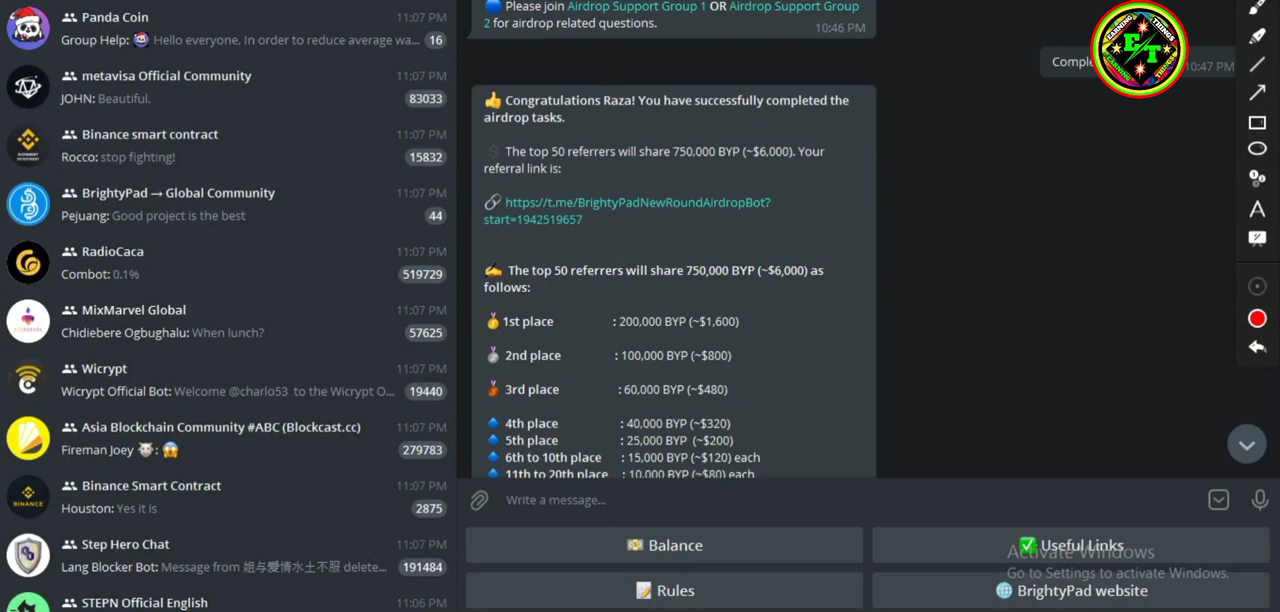 Panda Coin 11:07 PM
Group Help: Hello everyone. In order to reduce average wa... 16
metavisa Official Community 11:07 PM
JOHN: Beautiful. 83033
Binance smart contract 11:07 PM
Rocco: stop fighting! 15832
BrightyPad → Global Community 11:07 PM
Pejuang: Good project is the best 44
RadioCaca 11:07 PM
Combot: 0.1% 519729
MixMarvel Global 11:07 PM
Chidiebere Ogbughalu: When lunch? 57625
Wicrypt 11:07 PM
Wicrypt Official Bot: Welcome @charlo53 to the Wicrypt O... 19440
Asia Blockchain Community #ABC (Blockcast.cc) 11:07 PM
Fireman Joey 🐮: 😱 279783
Binance Smart Contract 11:07 PM
BINANCE
Houston: Yes it is 2875
Step Hero Chat 11:07 PM
Lang Blocker Bot: Message from 姐与愛情水土不服 delete... 191484
STEPN Official English 11:06 PM
🔵 Please join Airdrop Support Group 1 OR Airdrop Support Group
2 for airdrop related questions.
10:46 PM
Comple
10:47 PM
EARNING THINGS
ET
EARNING THINGS
👍 Congratulations Raza! You have successfully completed the
airdrop tasks.
💲 The top 50 referrers will share 750,000 BYP (~$6,000). Your
referral link is:
🔗 https://t.me/BrightyPadNewRoundAirdropBot?
start=1942519657
✍️ The top 50 referrers will share 750,000 BYP (~$6,000) as
follows:
🥇 1st place : 200,000 BYP (~$1,600)
🥈 2nd place : 100,000 BYP (~$800)
🥉 3rd place : 60,000 BYP (~$480)
🔹 4th place : 40,000 BYP (~$320)
🔹 5th place : 25,000 BYP (~$200)
🔹 6th to 10th place : 15,000 BYP (~$120) each
🔹 11th to 20th place : 10,000 BYP (~$80) each
Write a message...
Balance
✅ Useful Links
📝 Rules
🌐 BrightyPad website
Activate Windows
Go to Settings to activate Windows.
A